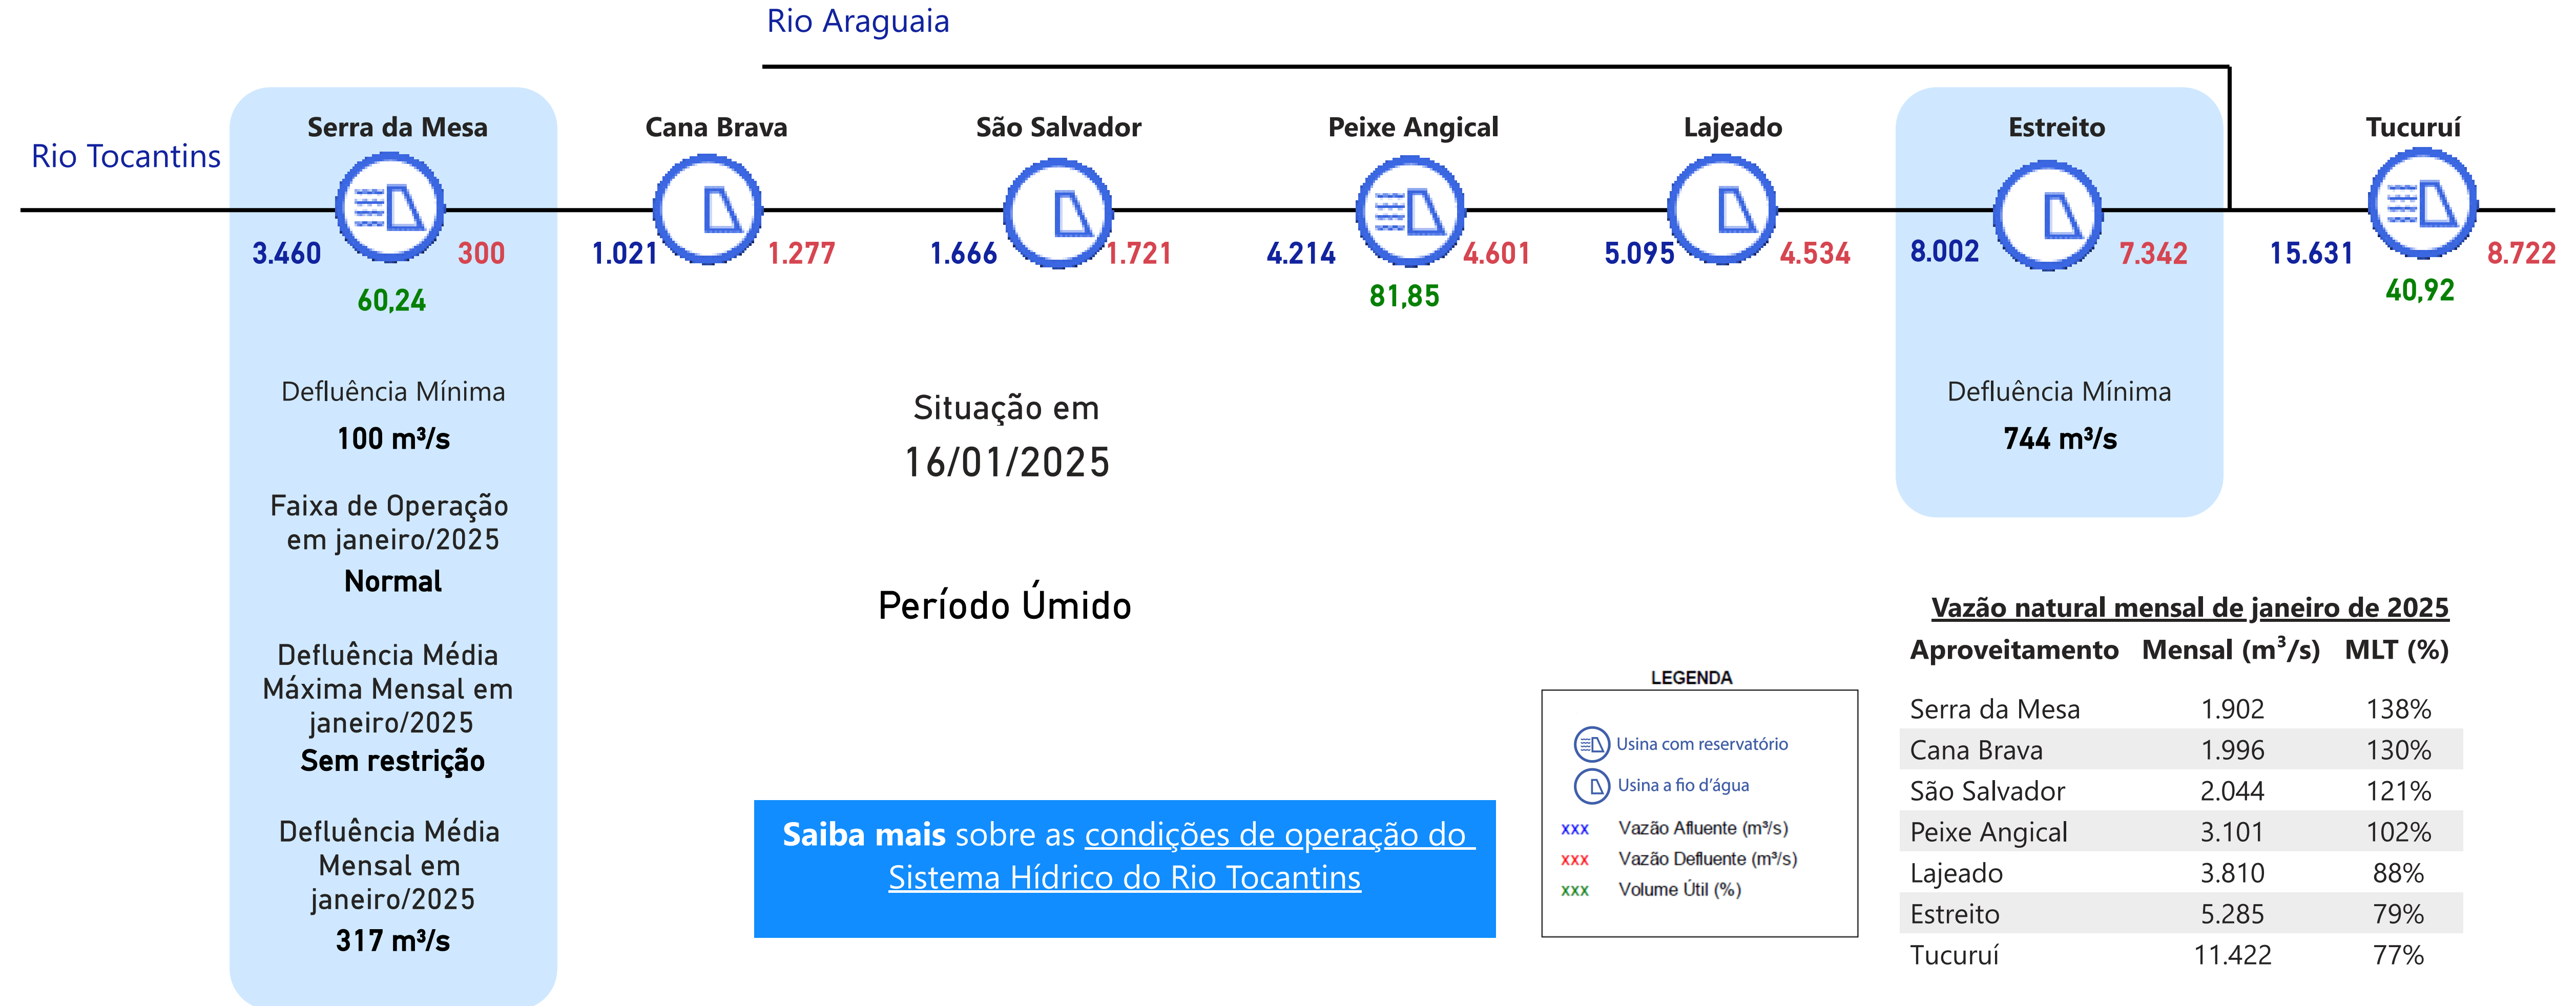 Rio Araguaia
Rio Tocantins
Serra da Mesa
3.460
300
60,24
Cana Brava
1.021
1.277
São Salvador
1.666
1.721
Peixe Angical
4.214
4.601
81,85
Lajeado
5.095
4.534
Estreito
8.002
7.342
Tucuruí
15.631
8.722
40,92
Defluência Mínima
100 m³/s
Faixa de Operação
em janeiro/2025
Normal
Defluência Média
Máxima Mensal em
janeiro/2025
Sem restrição
Defluência Média
Mensal em
janeiro/2025
317 m³/s
Situação em
16/01/2025
Período Úmido
Saiba mais sobre as condições de operação do
Sistema Hídrico do Rio Tocantins
Defluência Mínima
744 m³/s
LEGENDA
Usina com reservatório
Usina a fio d'água
xxx Vazão Afluente (m³/s)
xxx Vazão Defluente (m³/s)
xxx Volume Útil (%)
Vazão natural mensal de janeiro de 2025
Aproveitamento Mensal (m³/s) MLT (%)
Serra da Mesa 1.902 138%
Cana Brava 1.996 130%
São Salvador 2.044 121%
Peixe Angical 3.101 102%
Lajeado 3.810 88%
Estreito 5.285 79%
Tucuruí 11.422 77%